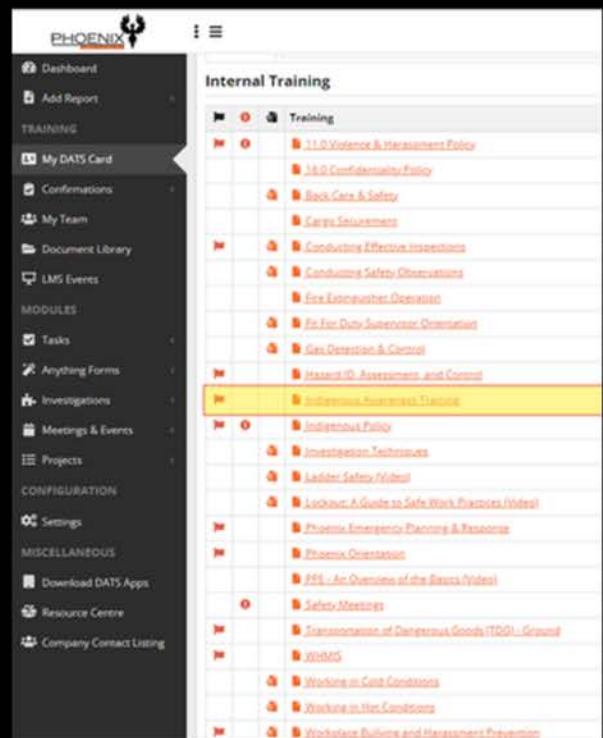 PHOENIX
Dashboard
Add Report
TRAINING
My DATS Card
Confirmations
My Team
Document Library
LMS Events
MODULES
Tasks
Anything Forms
Investigations
Meetings & Events
Projects
CONFIGURATION
Settings
MISCELLANEOUS
Download DATS Apps
Resource Centre
Company Contact Listing
Internal Training
Training
11.0 Violence & Harassment Policy
16.0 Confidentiality Policy
Back Care & Safety
Cargo Securement
Conducting Effective Inspections
Conducting Safety Observations
Fire Extinguisher Operation
Fit For Duty Supervisor Orientation
Gas Detection & Control
Hazard ID, Assessment, and Control
Indigenous Awareness Training
Indigenous Policy
Investigation Techniques
Ladder Safety (Video)
Lockout: A Guide to Safe Work Practices (Video)
Phoenix Emergency Planning & Response
Phoenix Orientation
PPE - An Overview of the Basics (Video)
Safety Meetings
Transportation of Dangerous Goods (TDG) - Ground
WHMIS
Working in Cold Conditions
Working in Hot Conditions
Workplace Bullying and Harassment Prevention